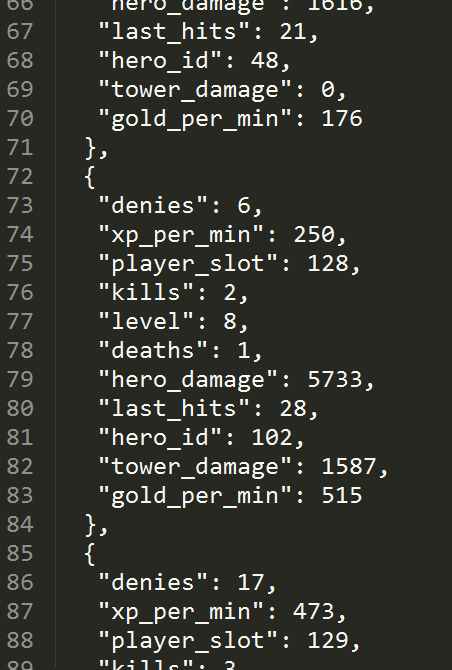 66 "hero_damage": 1616,
67 "last_hits": 21,
68 "hero_id": 48,
69 "tower_damage": 0,
70 "gold_per_min": 176
71 },
72 {
73 "denies": 6,
74 "xp_per_min": 250,
75 "player_slot": 128,
76 "kills": 2,
77 "level": 8,
78 "deaths": 1,
79 "hero_damage": 5733,
80 "last_hits": 28,
81 "hero_id": 102,
82 "tower_damage": 1587,
83 "gold_per_min": 515
84 },
85 {
86 "denies": 17,
87 "xp_per_min": 473,
88 "player_slot": 129,
89 "kills": 3